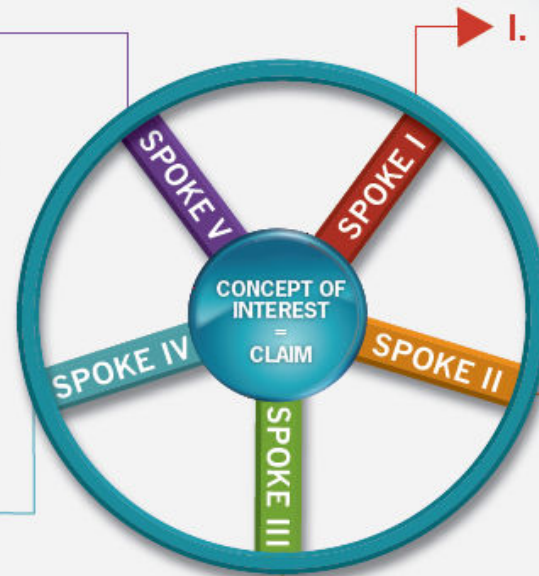 I.
SPOKE I
SPOKE V
CONCEPT OF
INTEREST
=
CLAIM
SPOKE II
SPOKE IV
SPOKE III